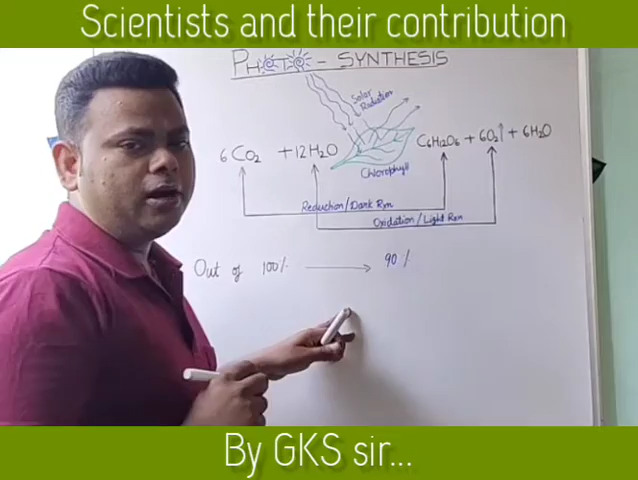 Scientists and their contribution
PHOTO - SYNTHESIS
Solar
Radiation
6 CO2 + 12 H2O C6H12O6 + 6O2↑ + 6H2O
Chlorophyll
Reduction/Dark Rxn
Oxidation/Light Rxn
Out of 100% → 90%
By GKS sir...